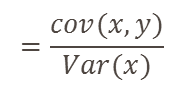 = cov(x, y) / Var(x)